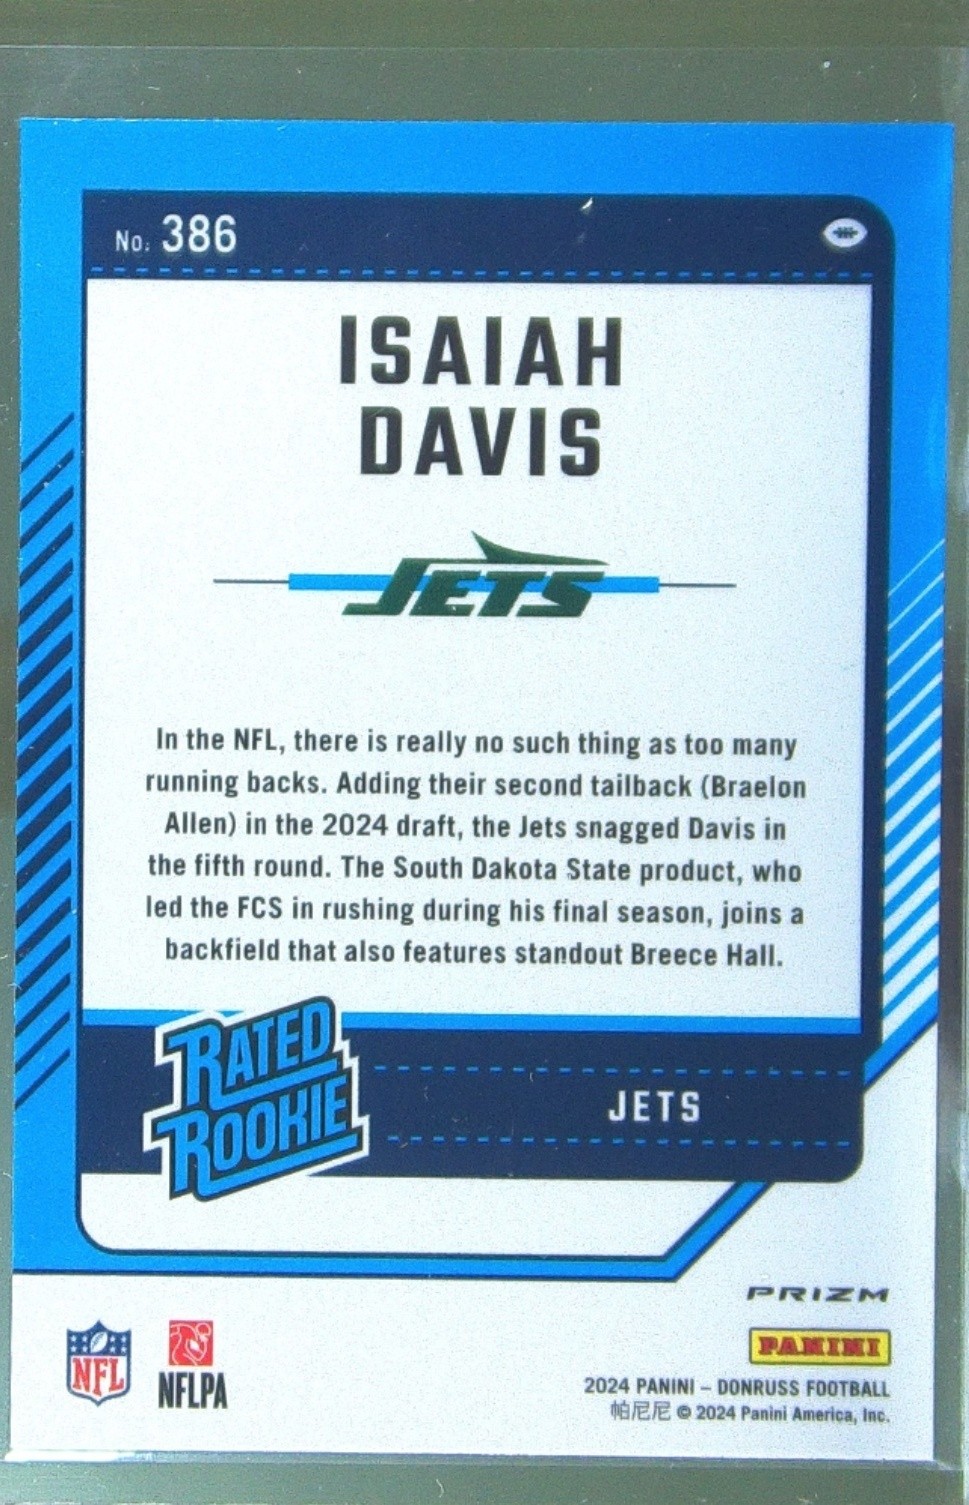 No. 386
ISAIAH
DAVIS
JETS
In the NFL, there is really no such thing as too many
running backs. Adding their second tailback (Braelon
Allen) in the 2024 draft, the Jets snagged Davis in
the fifth round. The South Dakota State product, who
led the FCS in rushing during his final season, joins a
backfield that also features standout Breece Hall.
RATED
ROOKIE
JETS
PRIZM
NFL
NFLPA
PANINI
2024 PANINI – DONRUSS FOOTBALL
帕尼尼 © 2024 Panini America, Inc.